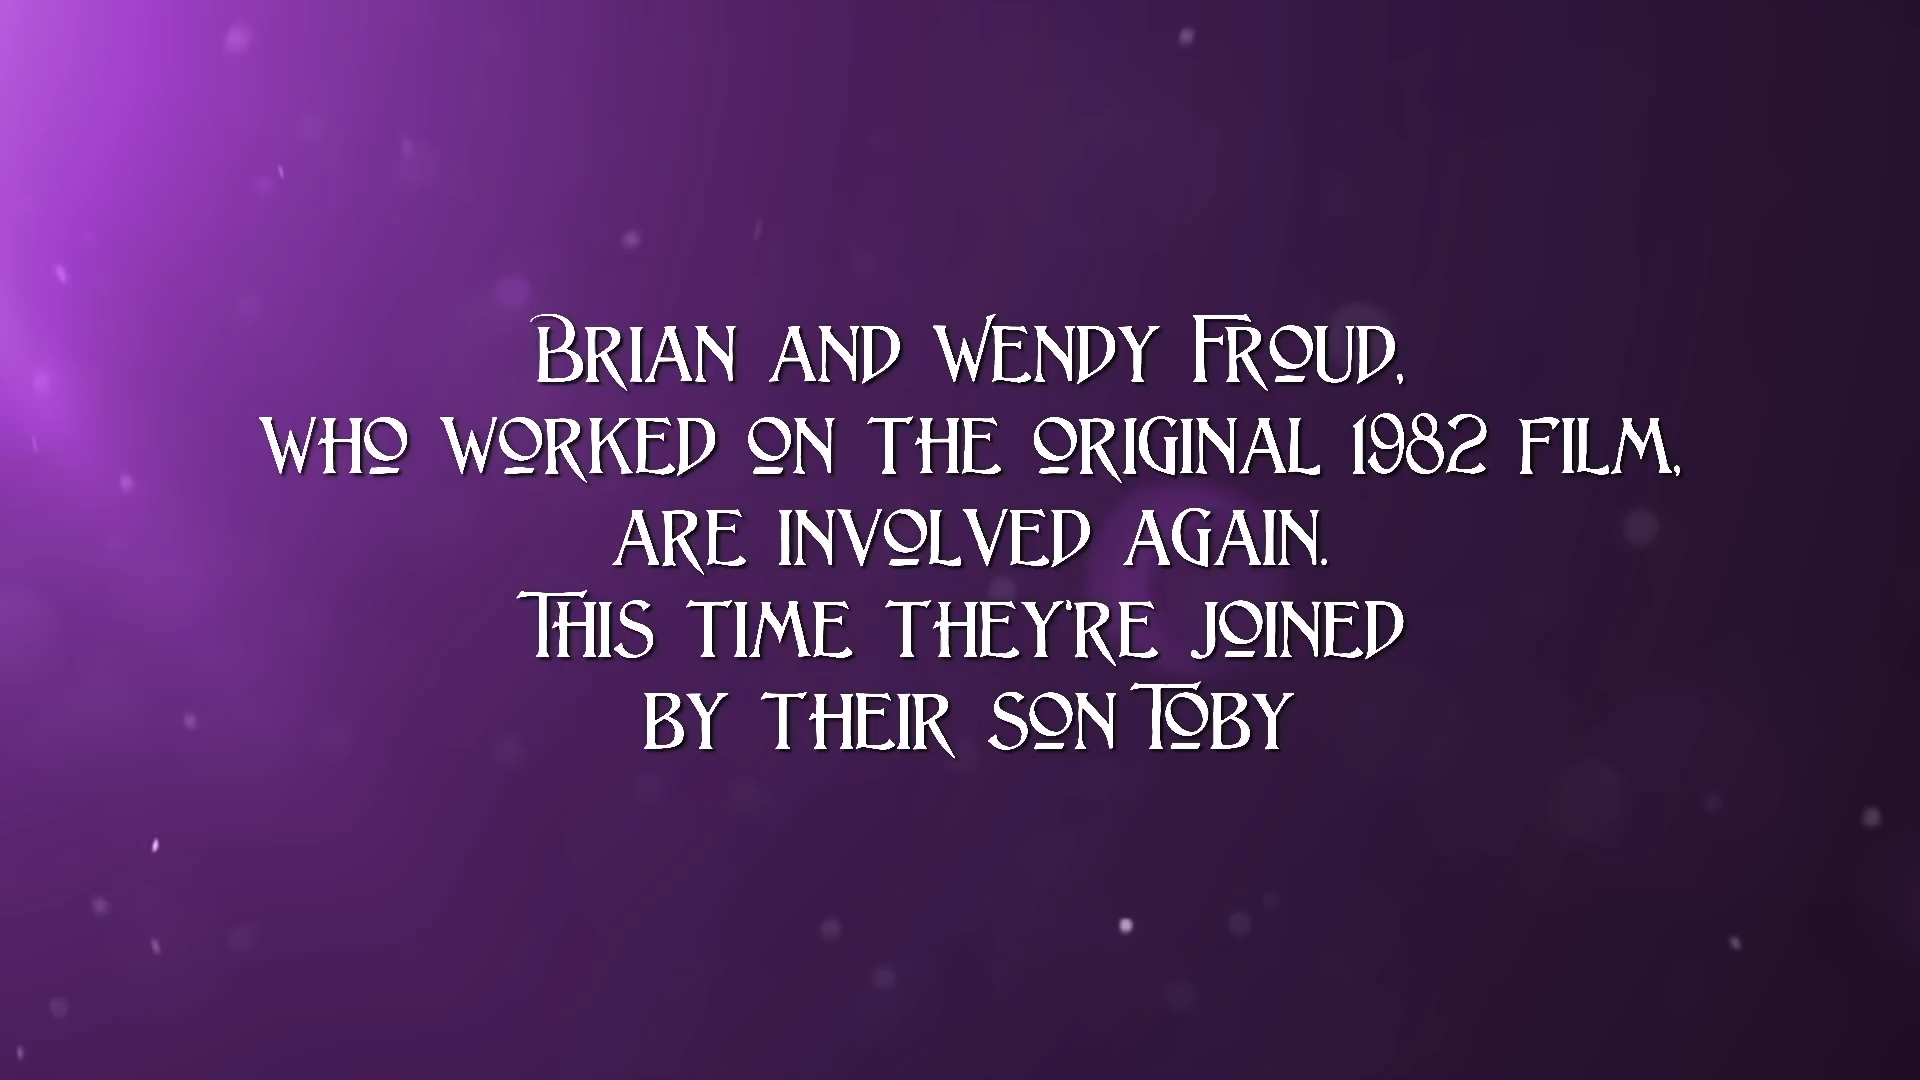 Brian and Wendy Froud,
who worked on the original 1982 film,
are involved again.
This time they're joined
by their son Toby